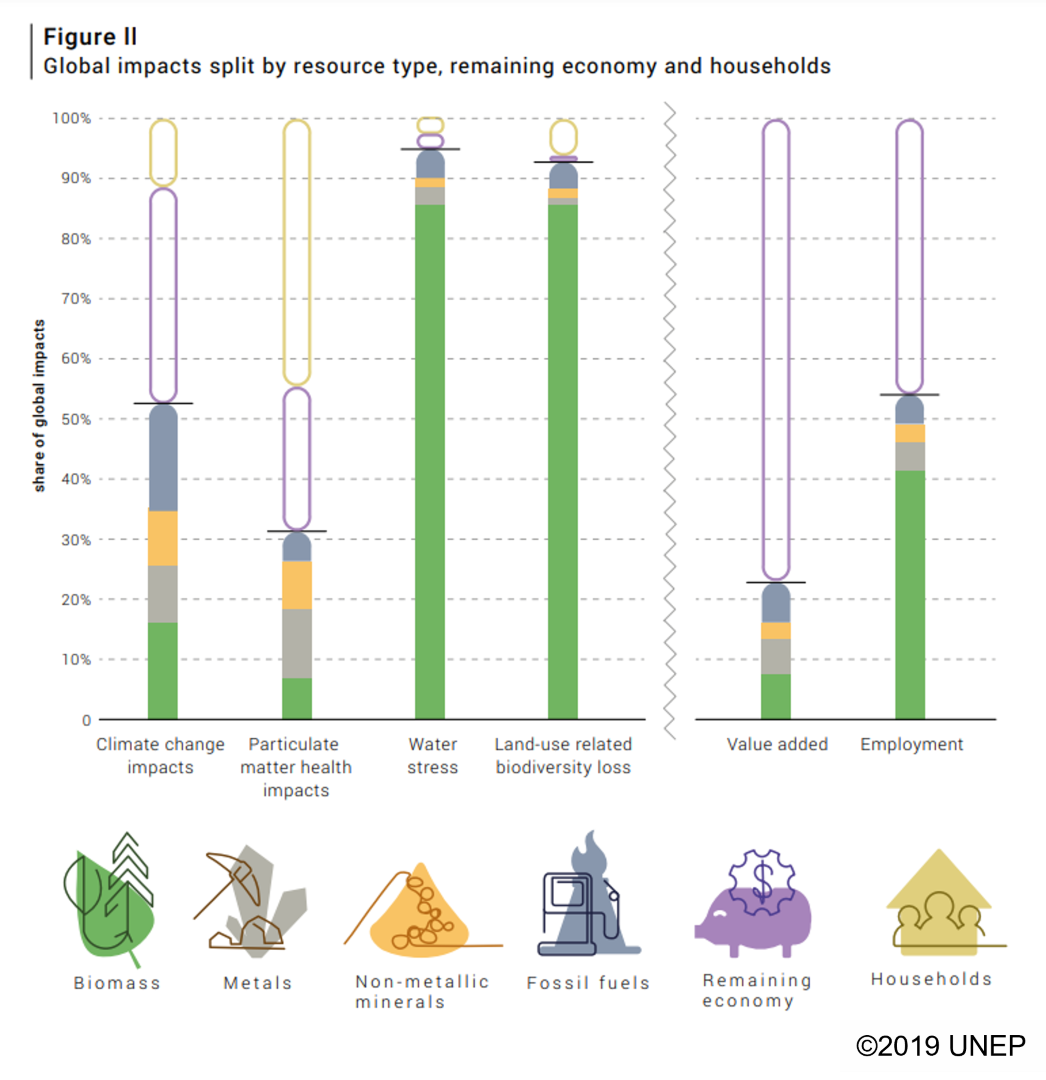 Figure II
Global impacts split by resource type, remaining economy and households
100%
90%
80%
70%
60%
50%
40%
30%
20%
10%
0
share of global impacts
Climate change
impacts
Particulate
matter health
impacts
Water
stress
Land-use related
biodiversity loss
Value added
Employment
$
Biomass
Metals
Non-metallic
minerals
Fossil fuels
Remaining
economy
Households
©2019 UNEP